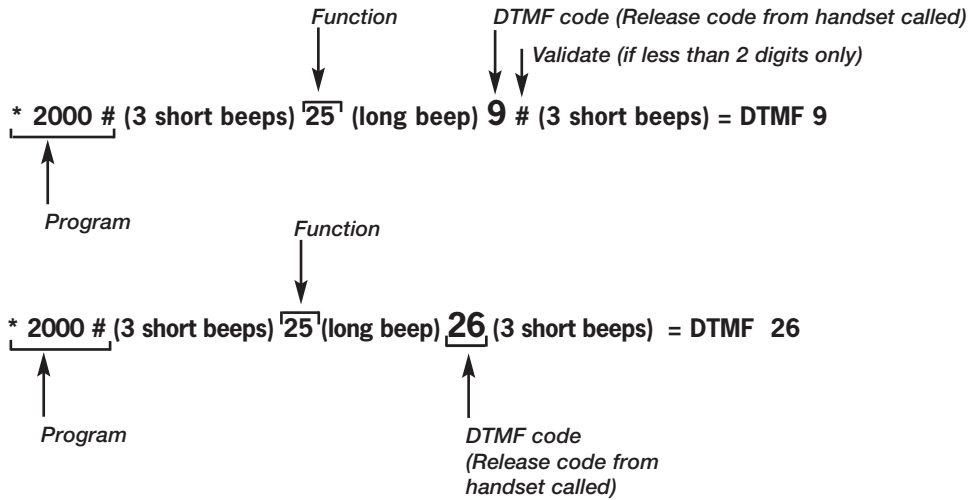 Function
DTMF code (Release code from handset called)
Validate (if less than 2 digits only)
* 2000 # (3 short beeps) 25 (long beep) 9 # (3 short beeps) = DTMF 9
Program
Function
* 2000 # (3 short beeps) 25 (long beep) 26 (3 short beeps) = DTMF 26
Program
DTMF code
(Release code from
handset called)